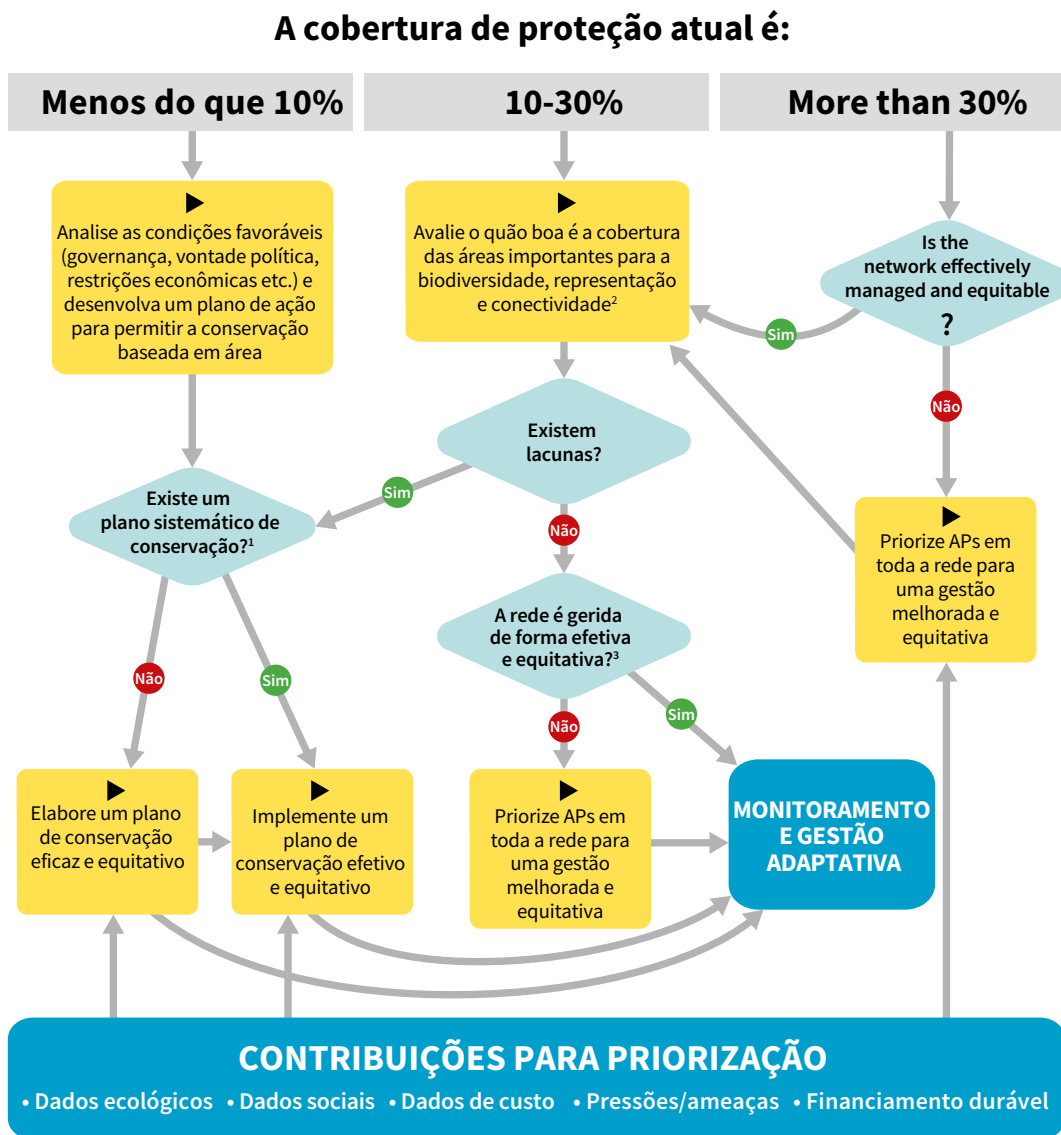 A cobertura de proteção atual é:
Menos do que 10%
10-30%
More than 30%
Analise as condições favoráveis
(governança, vontade política,
restrições econômicas etc.) e
desenvolva um plano de ação
para permitir a conservação
baseada em área
Avalie o quão boa é a cobertura
das áreas importantes para a
biodiversidade, representação
e conectividade²
Is the
network effectively
managed and equitable
?
Sim
Não
Existem
lacunas?
Sim
Não
Existe um
plano sistemático de
conservação?¹
Priorize APs em
toda a rede para
uma gestão
melhorada e
equitativa
A rede é gerida
de forma efetiva
e equitativa?³
Não
Sim
Não
Sim
Elabore um plano
de conservação
eficaz e equitativo
Implemente um
plano de
conservação efetivo
e equitativo
Priorize APs em
toda a rede para
uma gestão
melhorada e
equitativa
MONITORAMENTO
E GESTÃO
ADAPTATIVA
CONTRIBUIÇÕES PARA PRIORIZAÇÃO
• Dados ecológicos • Dados sociais • Dados de custo • Pressões/ameaças • Financiamento durável